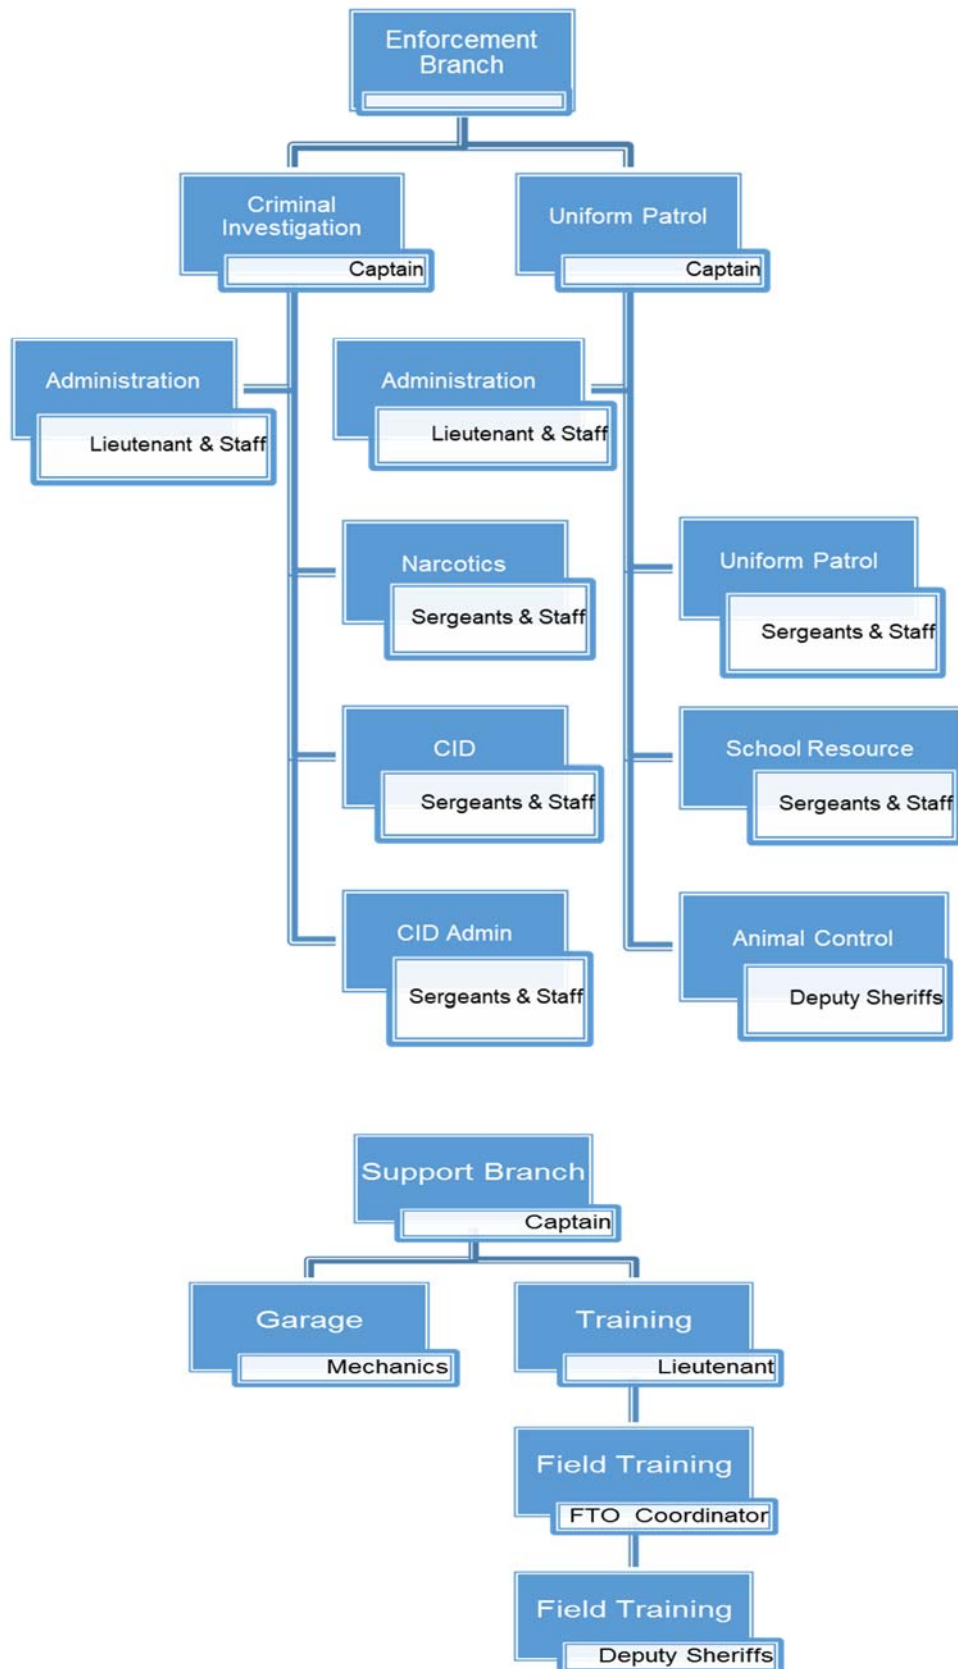 Enforcement
Branch
Criminal
Investigation
Captain
Uniform Patrol
Captain
Administration
Lieutenant & Staff
Administration
Lieutenant & Staff
Narcotics
Sergeants & Staff
Uniform Patrol
Sergeants & Staff
CID
Sergeants & Staff
School Resource
Sergeants & Staff
CID Admin
Sergeants & Staff
Animal Control
Deputy Sheriffs
Support Branch
Captain
Garage
Mechanics
Training
Lieutenant
Field Training
FTO Coordinator
Field Training
Deputy Sheriffs